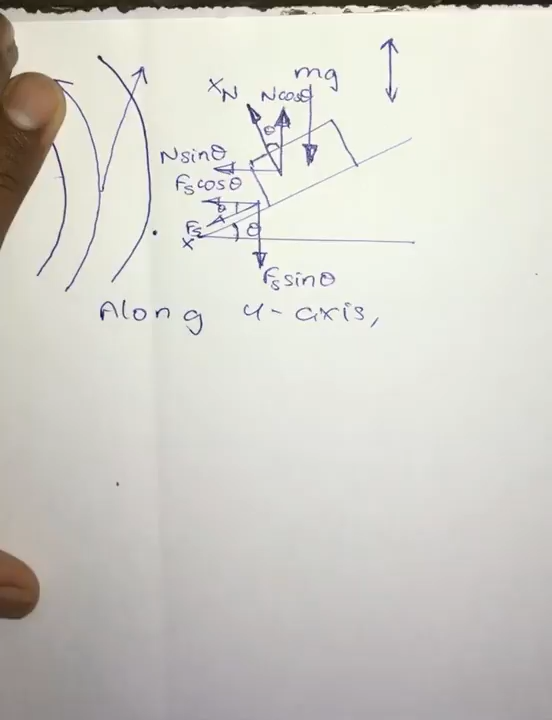 mg
N Ncosθ
θ
Nsinθ
Fscosθ
θ
Fs θ
x
Fssinθ
Along y-axis,